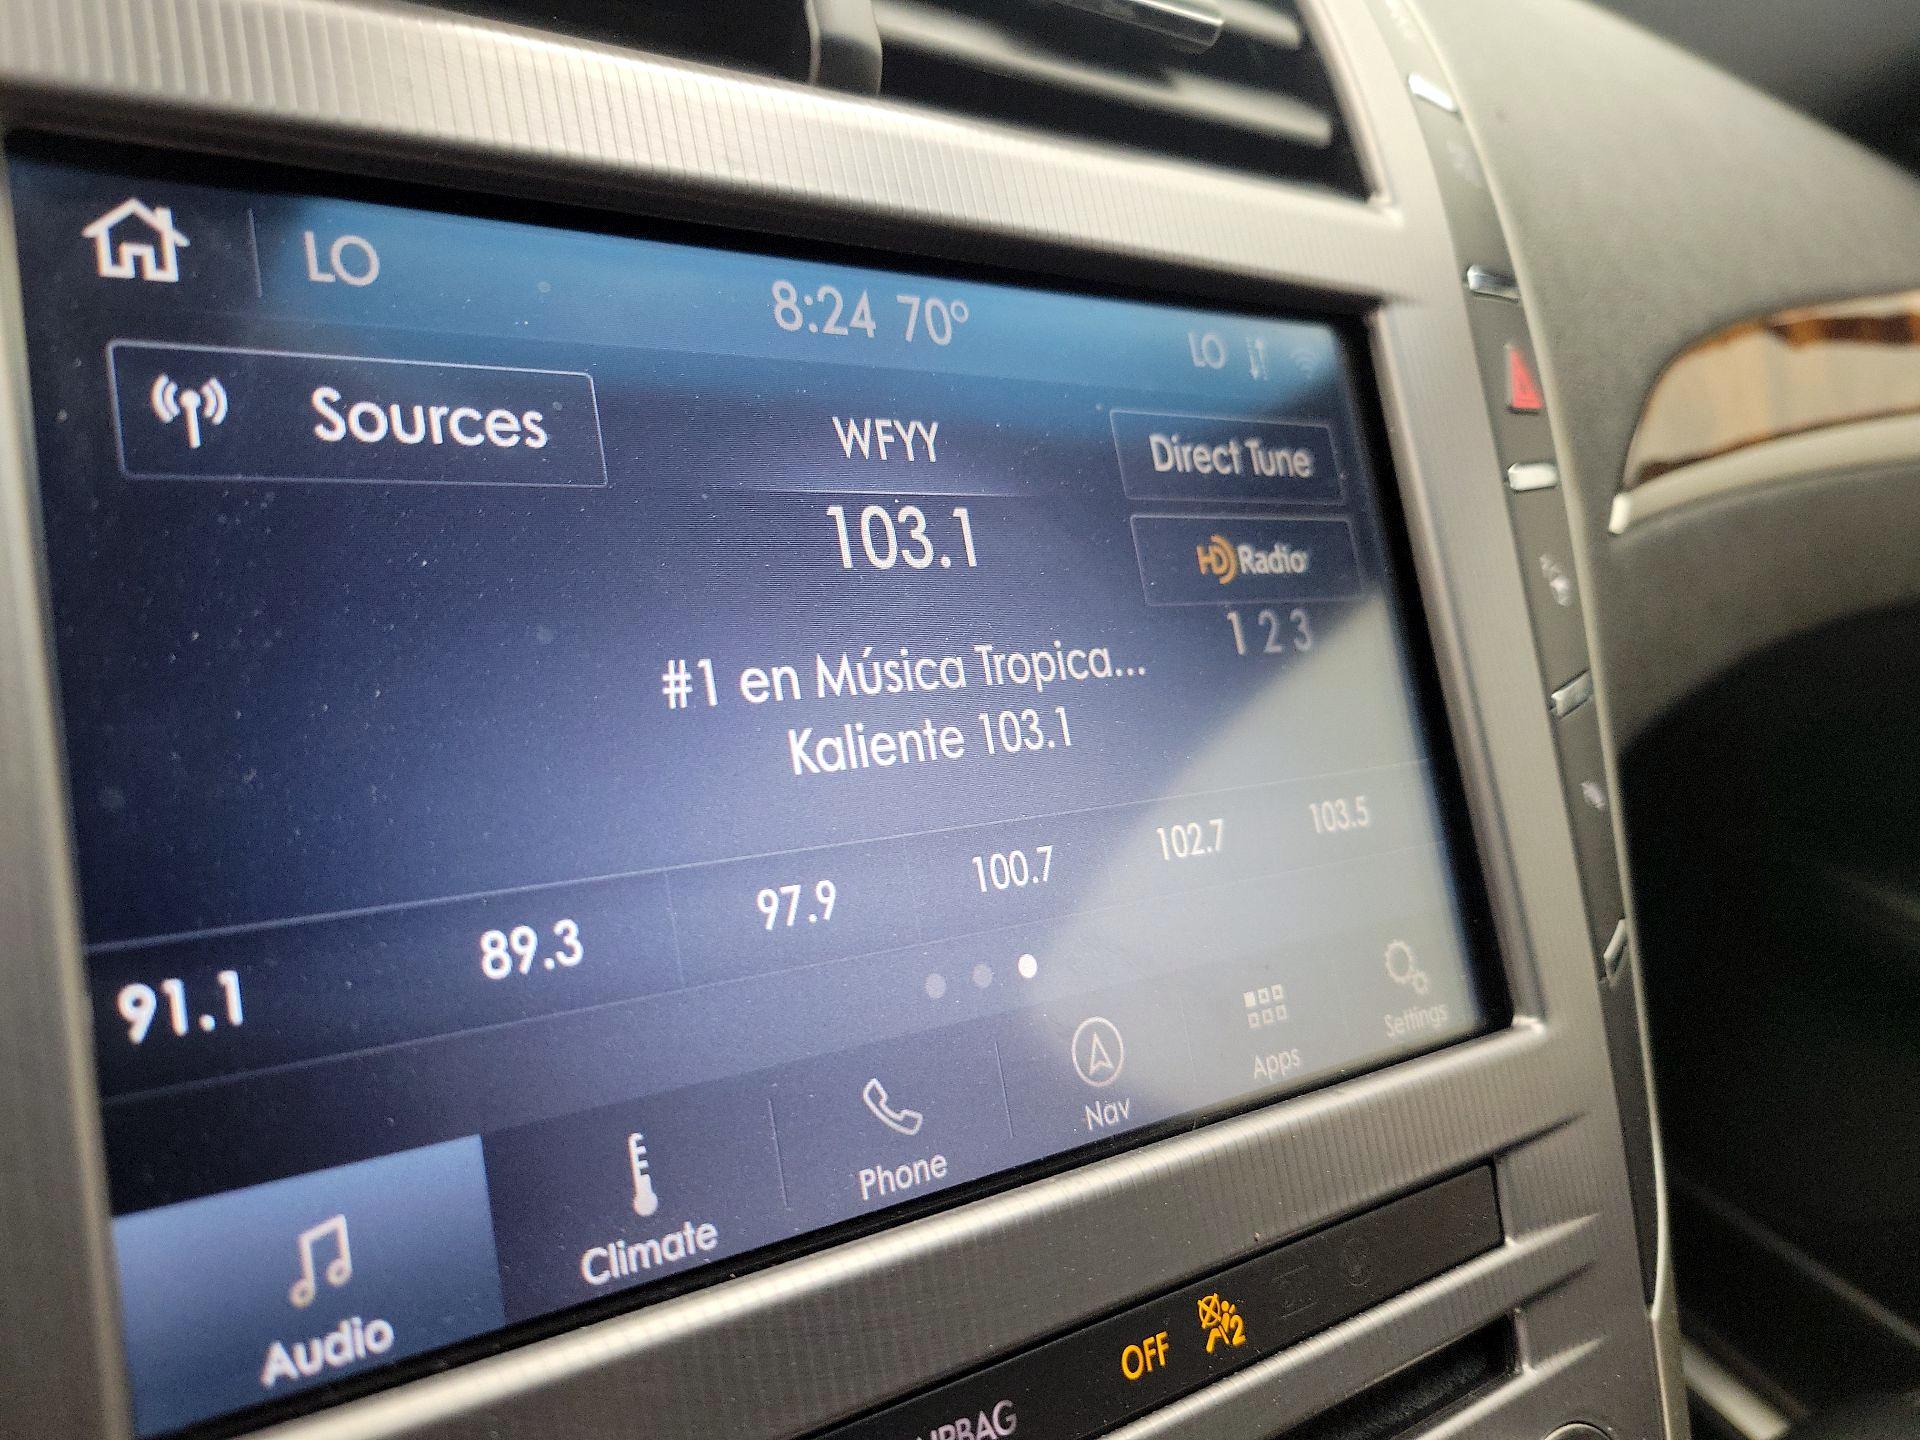 LO
8:24 70°
LO
Sources
WFYY
Direct Tune
103.1
HD Radio
1 2 3
#1 en Música Tropica...
Kaliente 103.1
91.1
89.3
97.9
100.7
102.7
103.5
Audio
Climate
Phone
Nav
Apps
Settings
OFF
2